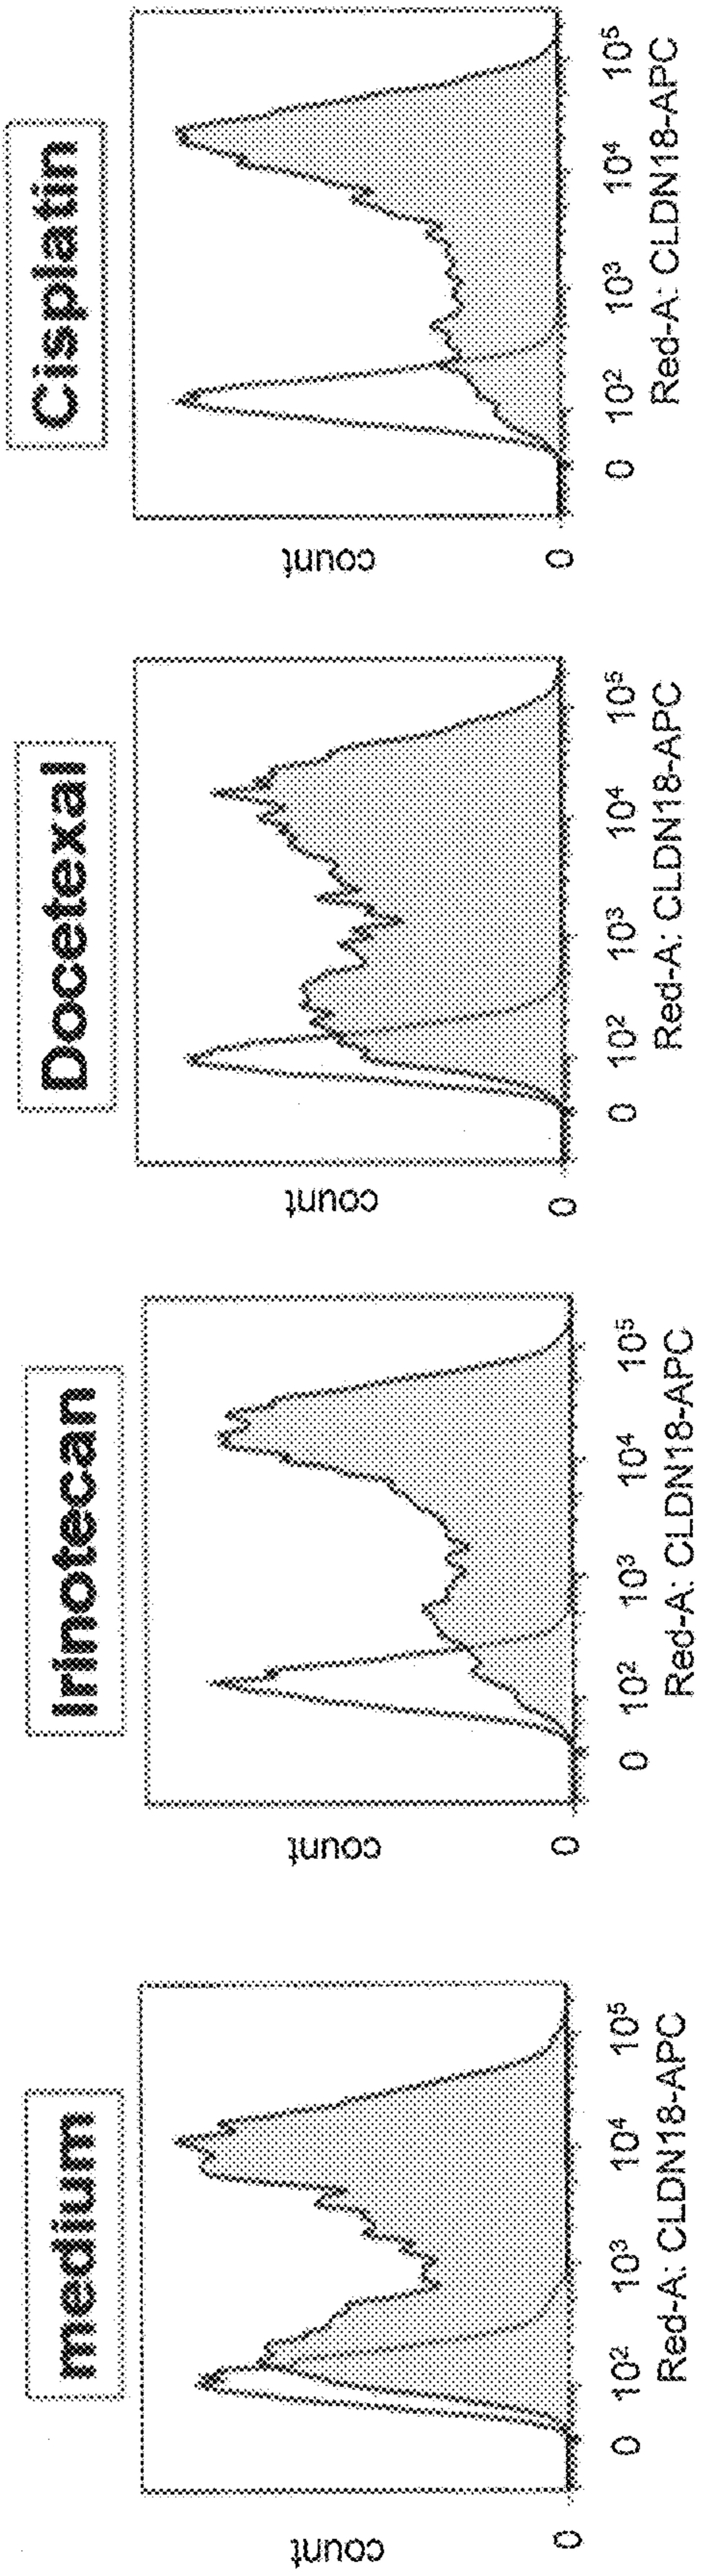 medium
count
0
0 10² 10³ 10⁴ 10⁵
Red-A: CLDN18-APC
Irinotecan
count
0
0 10² 10³ 10⁴ 10⁵
Red-A: CLDN18-APC
Docetexal
count
0
0 10² 10³ 10⁴ 10⁵
Red-A: CLDN18-APC
Cisplatin
count
0
0 10² 10³ 10⁴ 10⁵
Red-A: CLDN18-APC